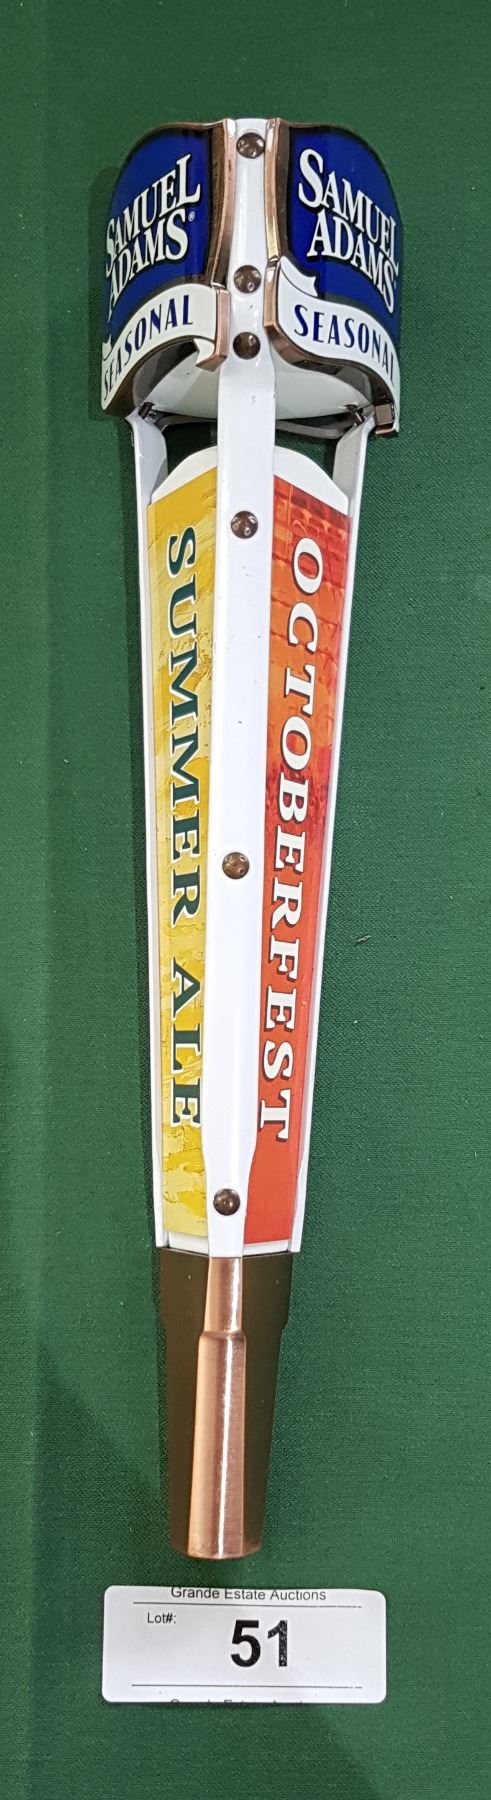 SAMUEL
ADAMS®
SEASONAL
SAMUEL
ADAMS
SEASONAL
SUMMER ALE
OCTOBERFEST
Grande Estate Auctions
Lot#:
51